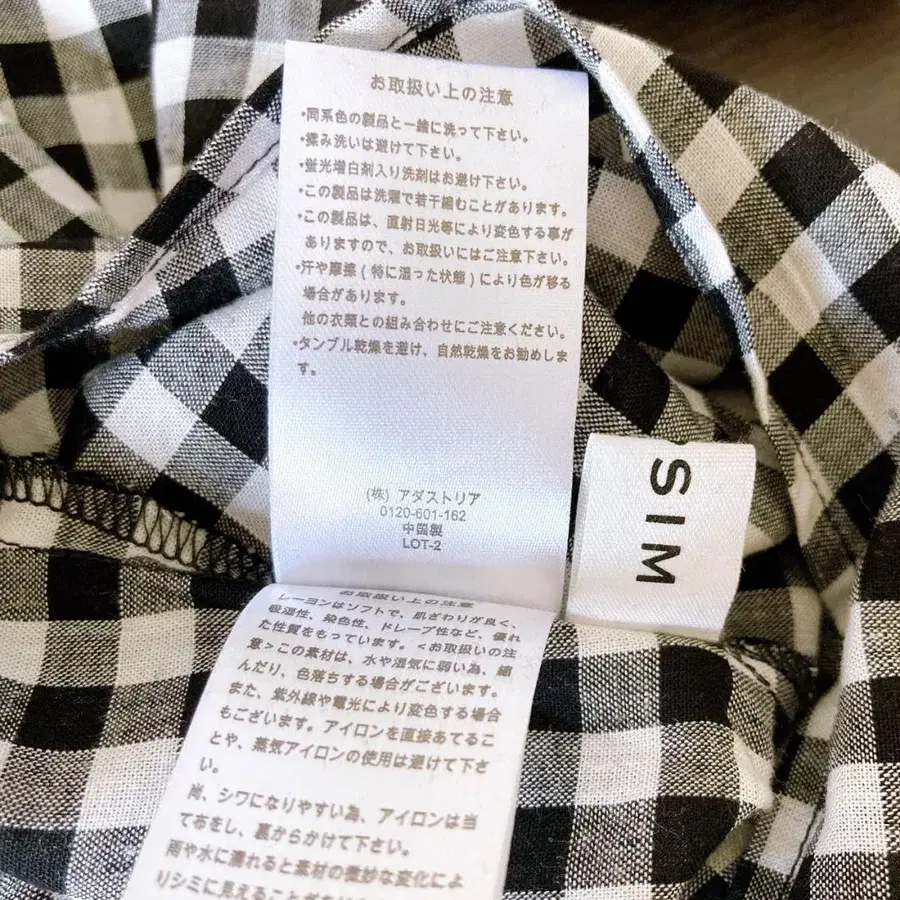 お取扱い上の注意
・同系色の製品と一緒に洗って下さい。
・揉み洗いは避けて下さい。
・蛍光増白剤入り洗剤はお避け下さい。
・この製品は洗濯で若干縮むことがあります。
・この製品は、直射日光等により変色する事が
ありますので、お取扱いにはご注意下さい。
・汗や摩擦(特に湿った状態)により色が移る
場合があります。
他の衣類との組み合わせにご注意ください。
・タンブル乾燥を避け、自然乾燥をお勧めしま
す。
(株) アダストリア
0120-601-162
中国製
LOT-2
SIM
お取扱い上の注意
レーヨンはソフトで、肌ざわりが良く、
吸湿性、染色性、ドレープ性など、優れ
た性質をもっています。<お取扱いの注
意>この素材は、水や湿気に弱い為、縮
んだり、色落ちする場合がございます。
また、紫外線や電光により変色する場合
もございます。アイロンを直接あてるこ
とや、蒸気アイロンの使用は避けて下さ
い。
尚、シワになりやすい為、アイロンは当
て布をし、裏からかけて下さい。
雨や水に濡れると素材の微妙な変化によ
りシミに見えることが